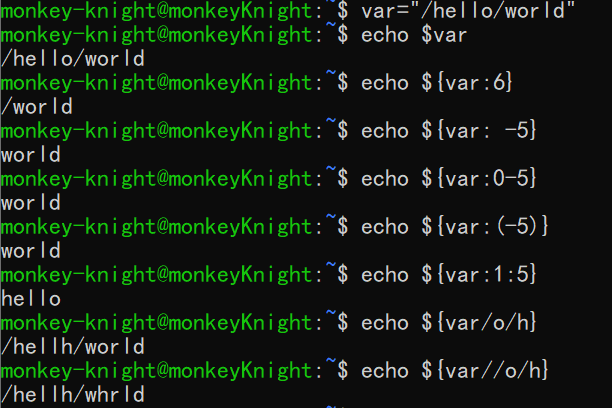 monkey-knight@monkeyKnight:~$ var="/hello/world"
monkey-knight@monkeyKnight:~$ echo $var
/hello/world
monkey-knight@monkeyKnight:~$ echo ${var:6}
/world
monkey-knight@monkeyKnight:~$ echo ${var: -5}
world
monkey-knight@monkeyKnight:~$ echo ${var:0-5}
world
monkey-knight@monkeyKnight:~$ echo ${var:(-5)}
world
monkey-knight@monkeyKnight:~$ echo ${var:1:5}
hello
monkey-knight@monkeyKnight:~$ echo ${var/o/h}
/hellh/world
monkey-knight@monkeyKnight:~$ echo ${var//o/h}
/hellh/whrld